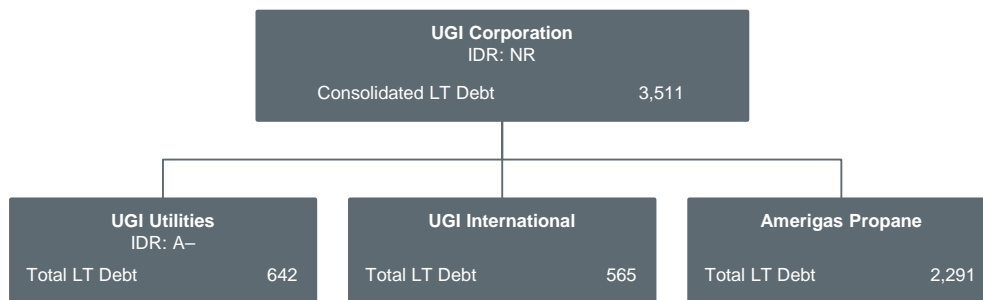 UGI Corporation
IDR: NR
Consolidated LT Debt 3,511
UGI Utilities
IDR: A–
Total LT Debt 642
UGI International
Total LT Debt 565
Amerigas Propane
Total LT Debt 2,291